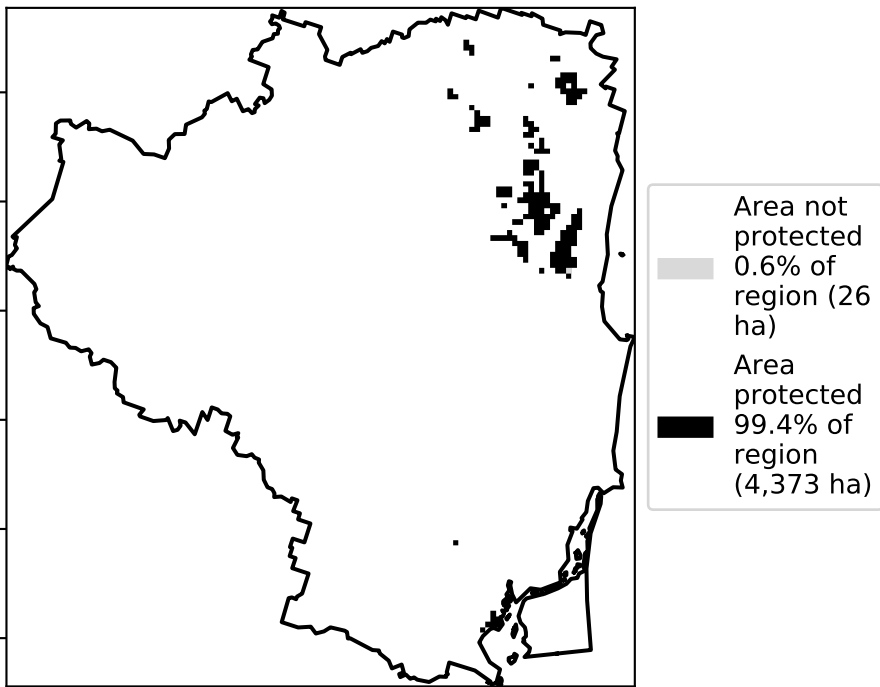 Area not
protected
0.6% of
region (26
ha)
Area
protected
99.4% of
region
(4,373 ha)